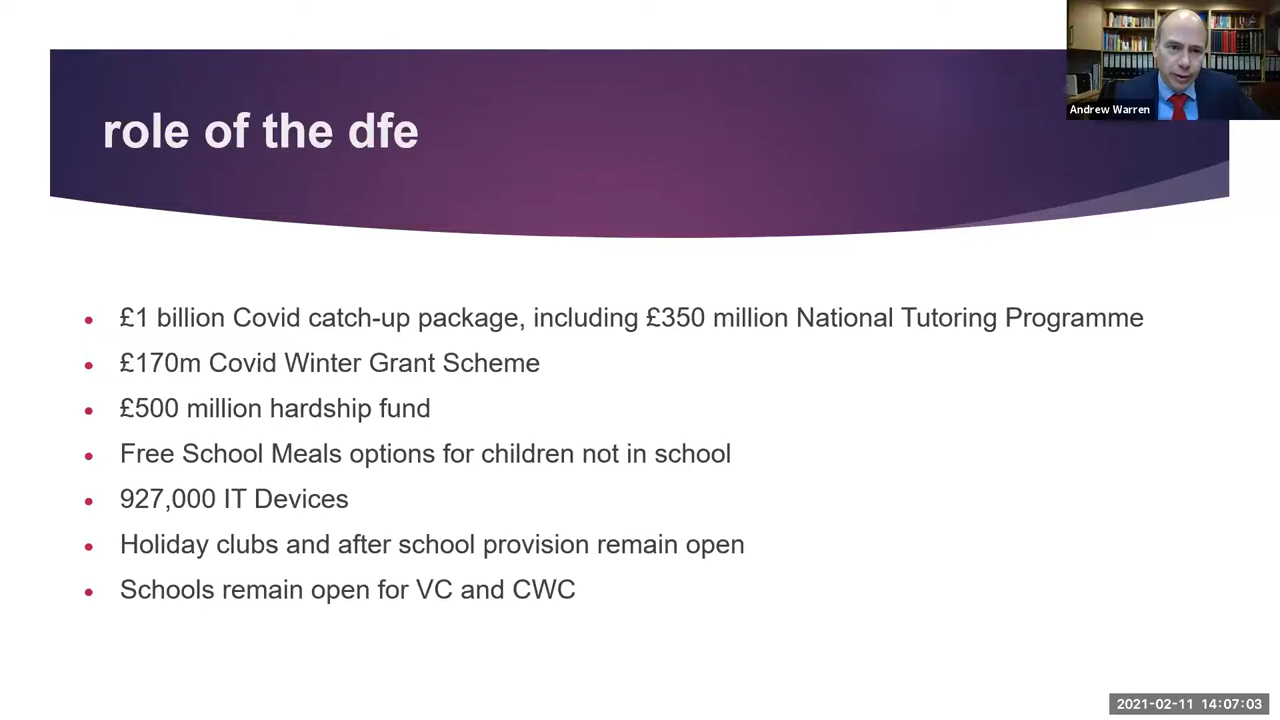 Andrew Warren
role of the dfe
• £1 billion Covid catch-up package, including £350 million National Tutoring Programme
• £170m Covid Winter Grant Scheme
• £500 million hardship fund
• Free School Meals options for children not in school
• 927,000 IT Devices
• Holiday clubs and after school provision remain open
• Schools remain open for VC and CWC
2021-02-11 14:07:03